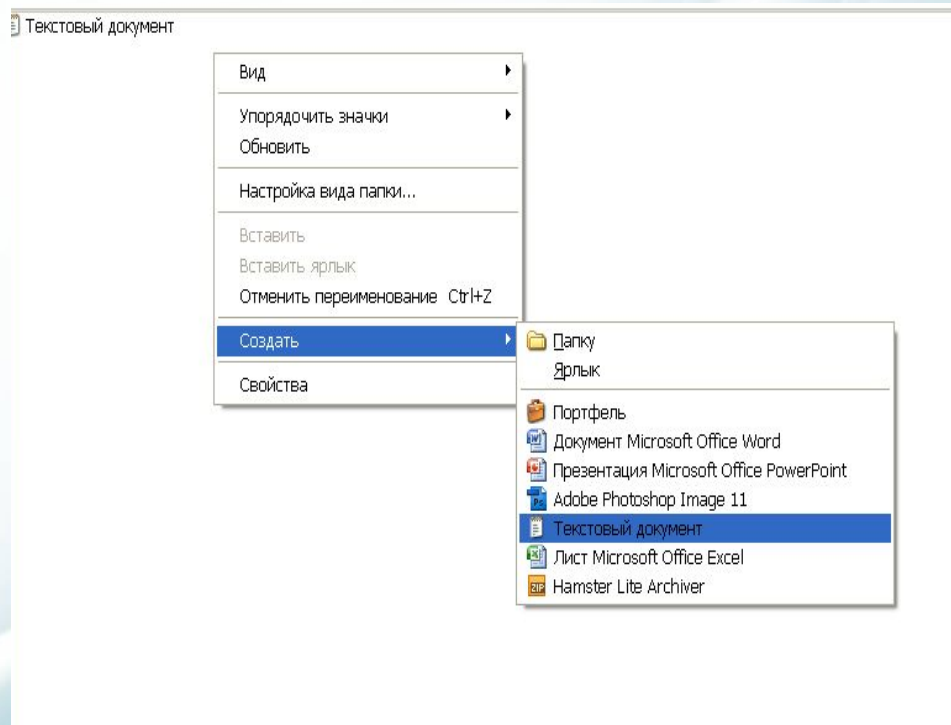 Текстовый документ
Вид
Упорядочить значки
Обновить
Настройка вида папки...
Вставить
Вставить ярлык
Отменить переименование Ctrl+Z
Создать
Свойства
Папку
Ярлык
Портфель
Документ Microsoft Office Word
Презентация Microsoft Office PowerPoint
Adobe Photoshop Image 11
Текстовый документ
Лист Microsoft Office Excel
Hamster Lite Archiver